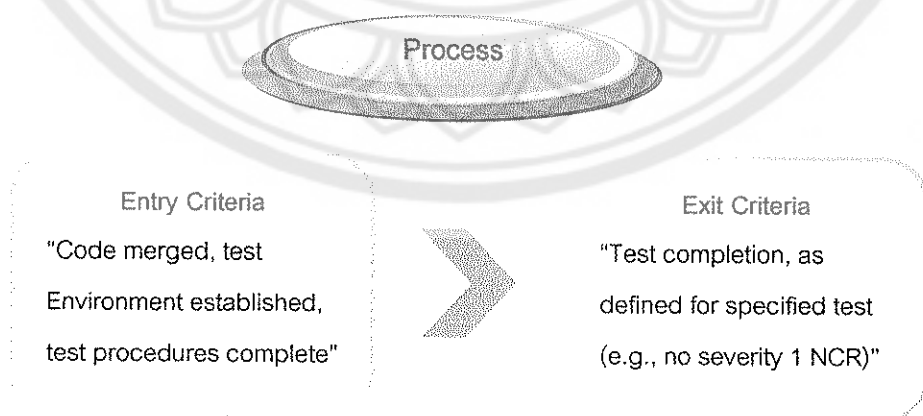 Process
Entry Criteria
"Code merged, test
Environment established,
test procedures complete"
Exit Criteria
"Test completion, as
defined for specified test
(e.g., no severity 1 NCR)"